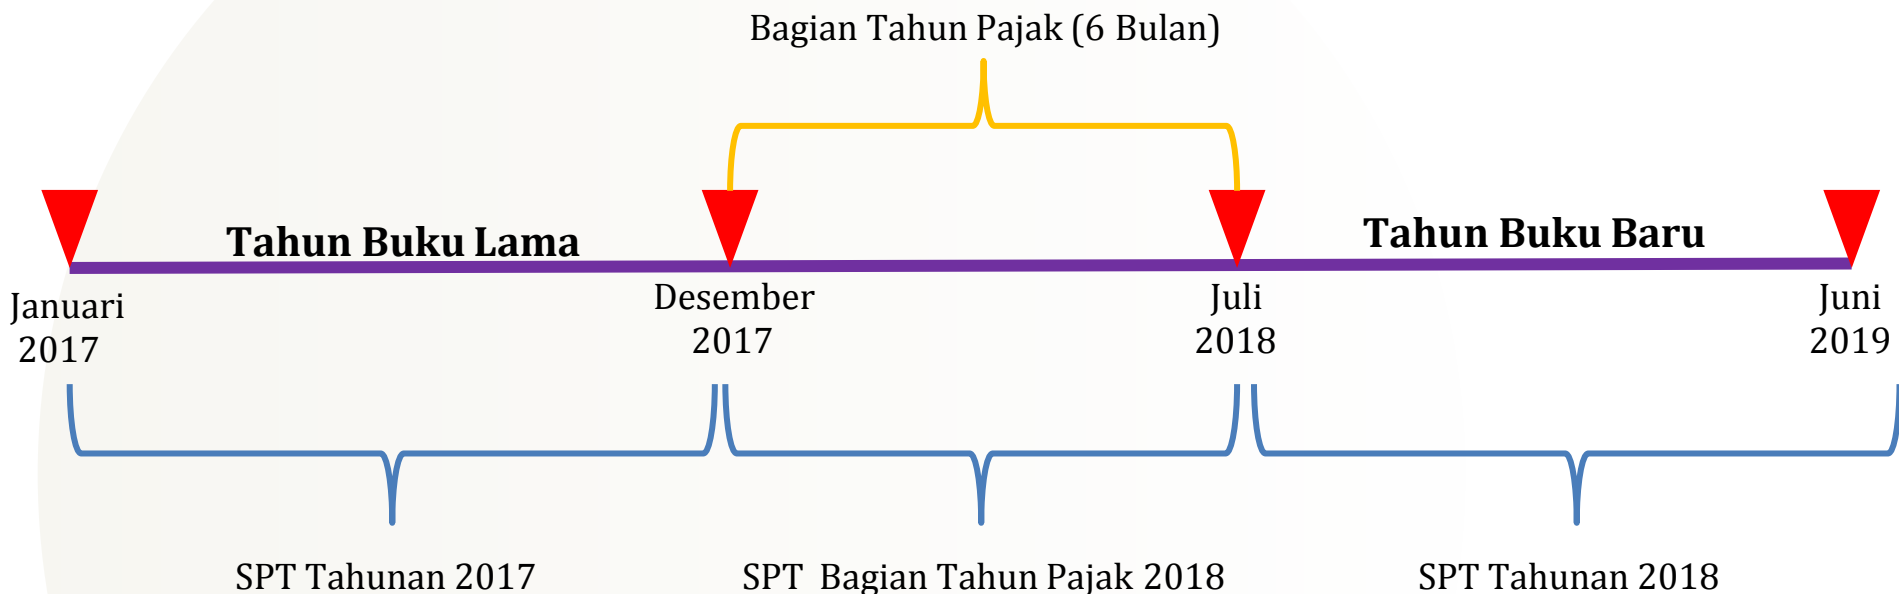 Bagian Tahun Pajak (6 Bulan)
Tahun Buku Lama
Tahun Buku Baru
Januari
2017
Desember
2017
Juli
2018
Juni
2019
SPT Tahunan 2017
SPT Bagian Tahun Pajak 2018
SPT Tahunan 2018